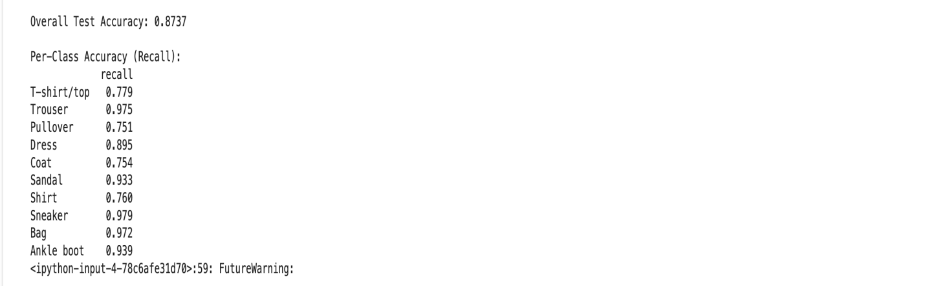 Overall Test Accuracy: 0.8737
Per-Class Accuracy (Recall):
recall
T-shirt/top 0.779
Trouser 0.975
Pullover 0.751
Dress 0.895
Coat 0.754
Sandal 0.933
Shirt 0.760
Sneaker 0.979
Bag 0.972
Ankle boot 0.939
<ipython-input-4-78c6afe31d70>:59: FutureWarning: